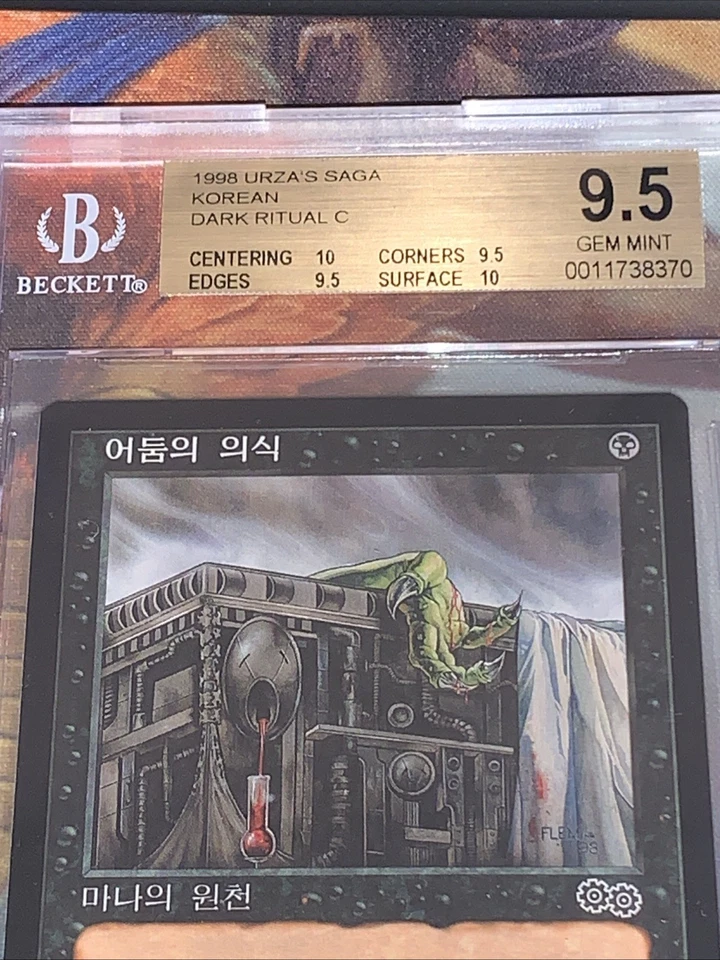 1998 URZA'S SAGA
KOREAN
DARK RITUAL C
CENTERING 10 CORNERS 9.5
EDGES 9.5 SURFACE 10
9.5
GEM MINT
0011738370
B
BECKETT®
어둠의 의식
마나의 원천